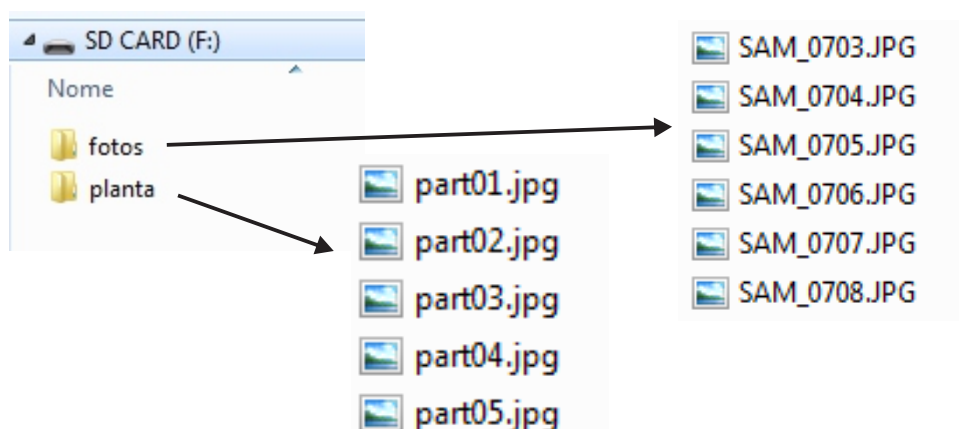 SD CARD (F:)
Nome
fotos
planta
part01.jpg
part02.jpg
part03.jpg
part04.jpg
part05.jpg
SAM_0703.JPG
SAM_0704.JPG
SAM_0705.JPG
SAM_0706.JPG
SAM_0707.JPG
SAM_0708.JPG